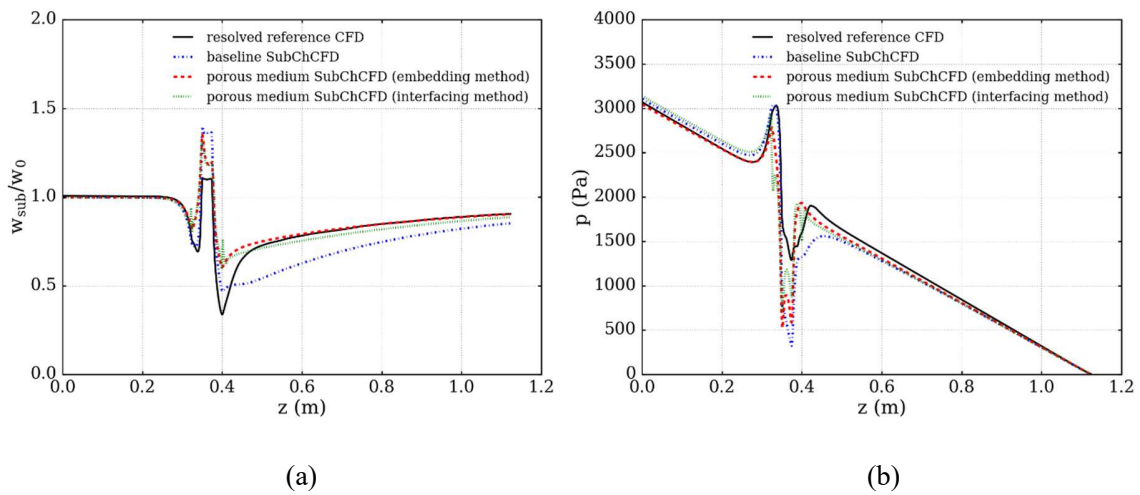 2.0
1.5
1.0
0.5
0.0
w_sub/w_0
resolved reference CFD
baseline SubChCFD
porous medium SubChCFD (embedding method)
porous medium SubChCFD (interfacing method)
0.0 0.2 0.4 0.6 0.8 1.0 1.2
z (m)
(a)
4000
3500
3000
2500
2000
1500
1000
500
0
p (Pa)
resolved reference CFD
baseline SubChCFD
porous medium SubChCFD (embedding method)
porous medium SubChCFD (interfacing method)
0.0 0.2 0.4 0.6 0.8 1.0 1.2
z (m)
(b)